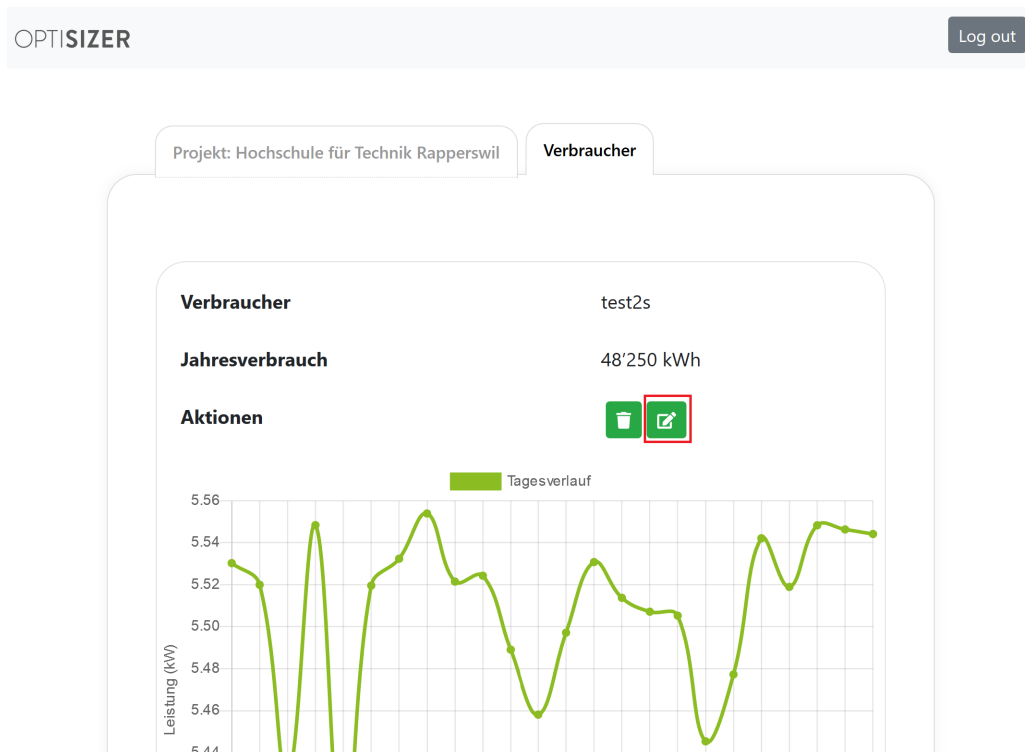 OPTISIZER
Log out
Projekt: Hochschule für Technik Rapperswil
Verbraucher
Verbraucher
test2s
Jahresverbrauch
48’250 kWh
Aktionen
Tagesverlauf
5.56
5.54
5.52
5.50
5.48
5.46
5.44
Leistung (kW)